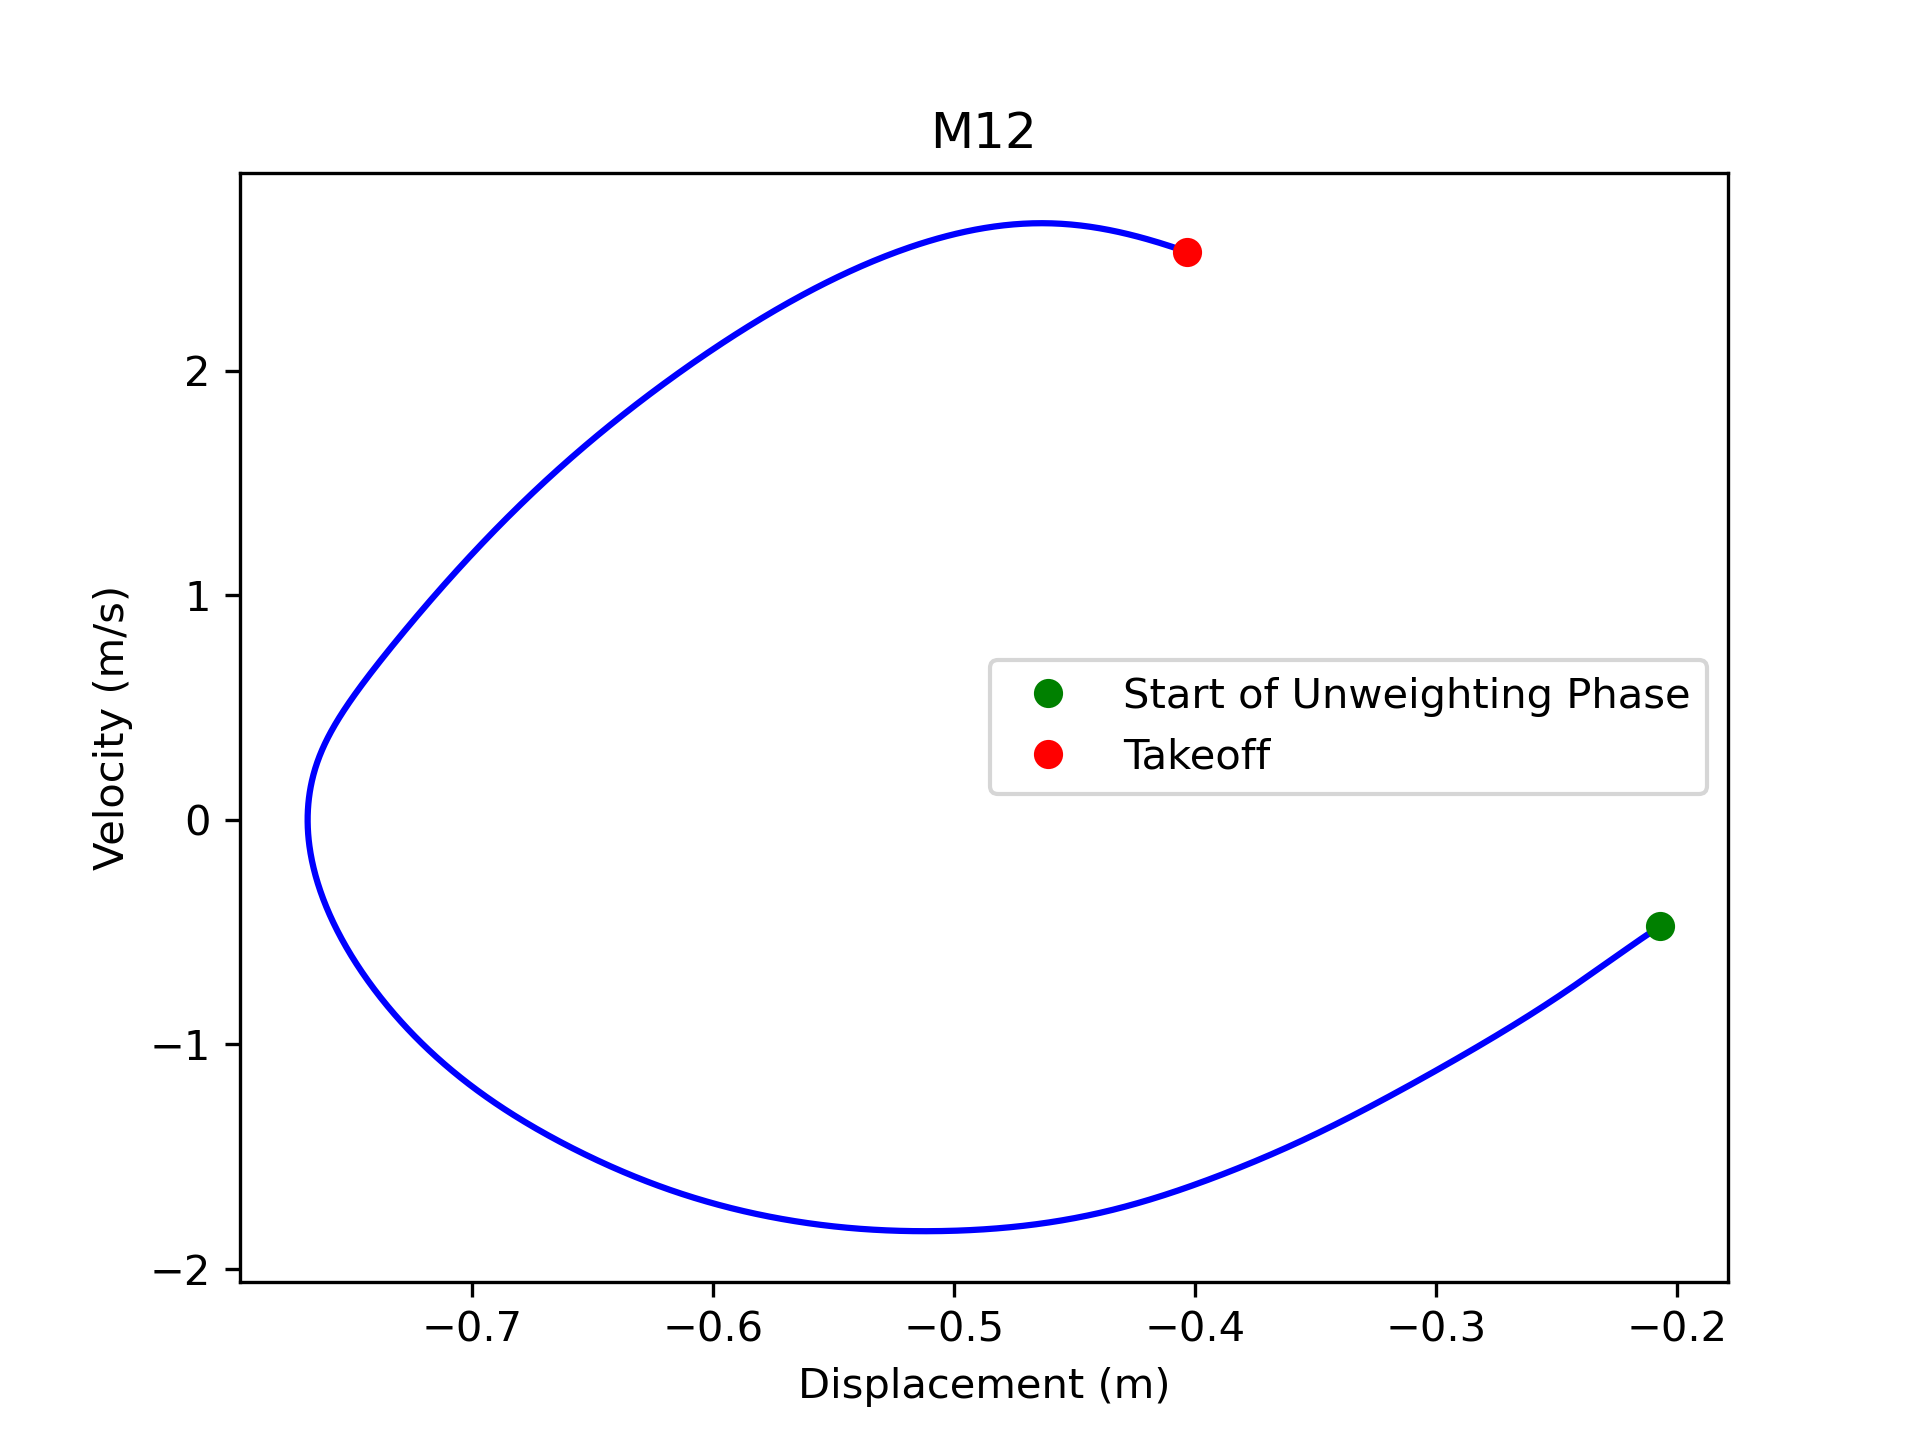 M12
2
1
0
−1
−2
Velocity (m/s)
Start of Unweighting Phase
Takeoff
−0.7 −0.6 −0.5 −0.4 −0.3 −0.2
Displacement (m)